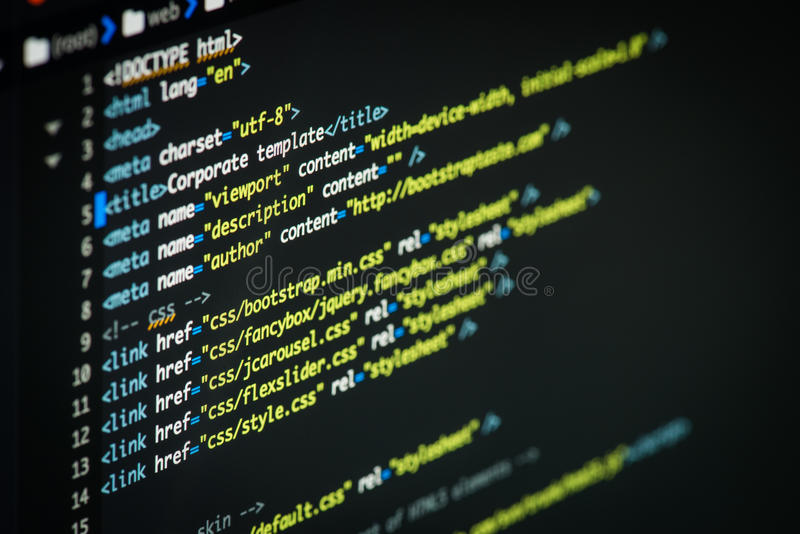 (root) web
1 <!DOCTYPE html>
2 <html lang="en">
3 <head>
4 <meta charset="utf-8">
5 <title>Corporate template</title>
6 <meta name="viewport" content="width=device-width, initial-scale=1.0" />
7 <meta name="description" content="" />
8 <meta name="author" content="http://bootstraptaste.com" />
9 <!-- css -->
10 <link href="css/bootstrap.min.css" rel="stylesheet" />
11 <link href="css/fancybox/jquery.fancybox.css" rel="stylesheet">
12 <link href="css/jcarousel.css" rel="stylesheet" />
13 <link href="css/flexslider.css" rel="stylesheet" />
14 <link href="css/style.css" rel="stylesheet" />
15
skin -->
/default.css" rel="stylesheet" />
of HTML5 elements -->
dreamstime.com